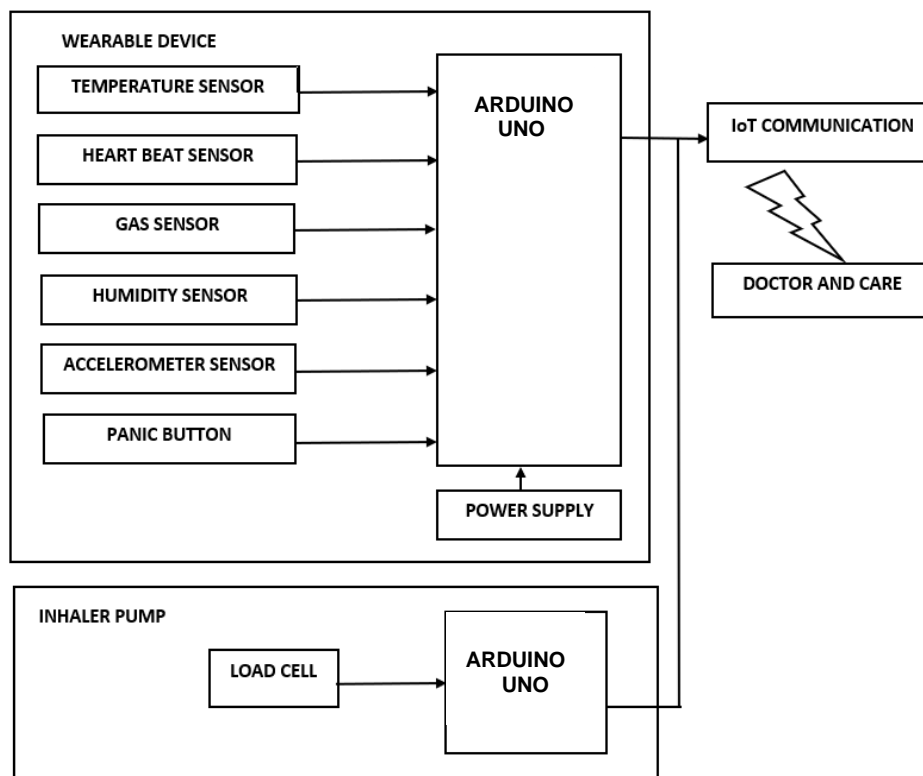 WEARABLE DEVICE
TEMPERATURE SENSOR
HEART BEAT SENSOR
GAS SENSOR
HUMIDITY SENSOR
ACCELEROMETER SENSOR
PANIC BUTTON
ARDUINO
UNO
POWER SUPPLY
IoT COMMUNICATION
DOCTOR AND CARE
INHALER PUMP
LOAD CELL
ARDUINO
UNO